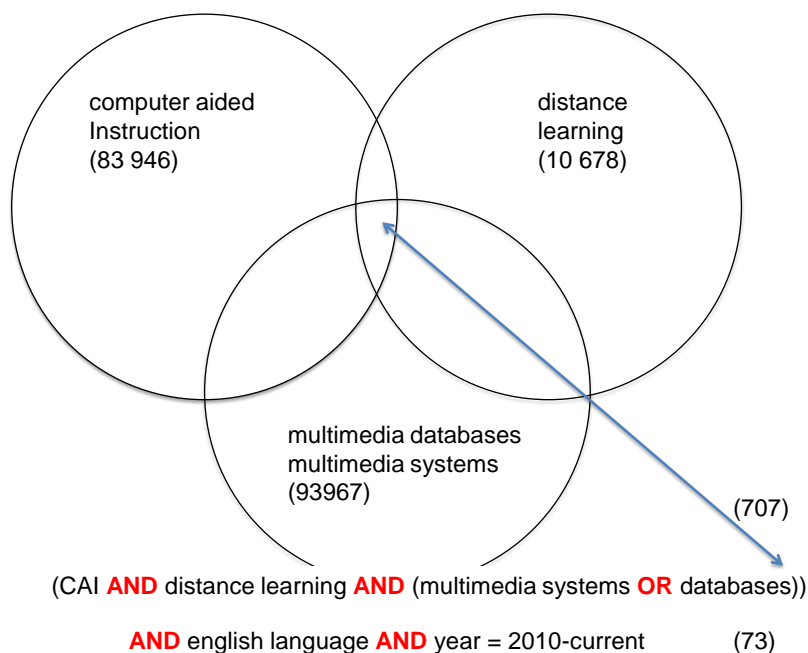 computer aided
Instruction
(83 946)
distance
learning
(10 678)
multimedia databases
multimedia systems
(93967)
(707)
(CAI AND distance learning AND (multimedia systems OR databases))
AND english language AND year = 2010-current (73)